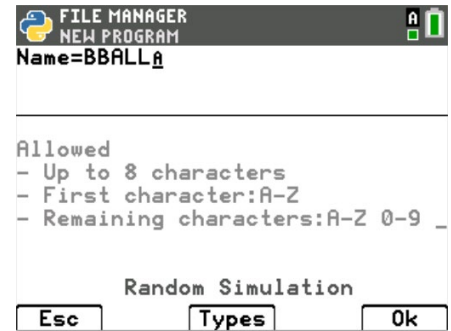 FILE MANAGER
NEW PROGRAM
A
Name=BBALLA
Allowed
- Up to 8 characters
- First character:A-Z
- Remaining characters:A-Z 0-9 _
Random Simulation
Esc Types Ok